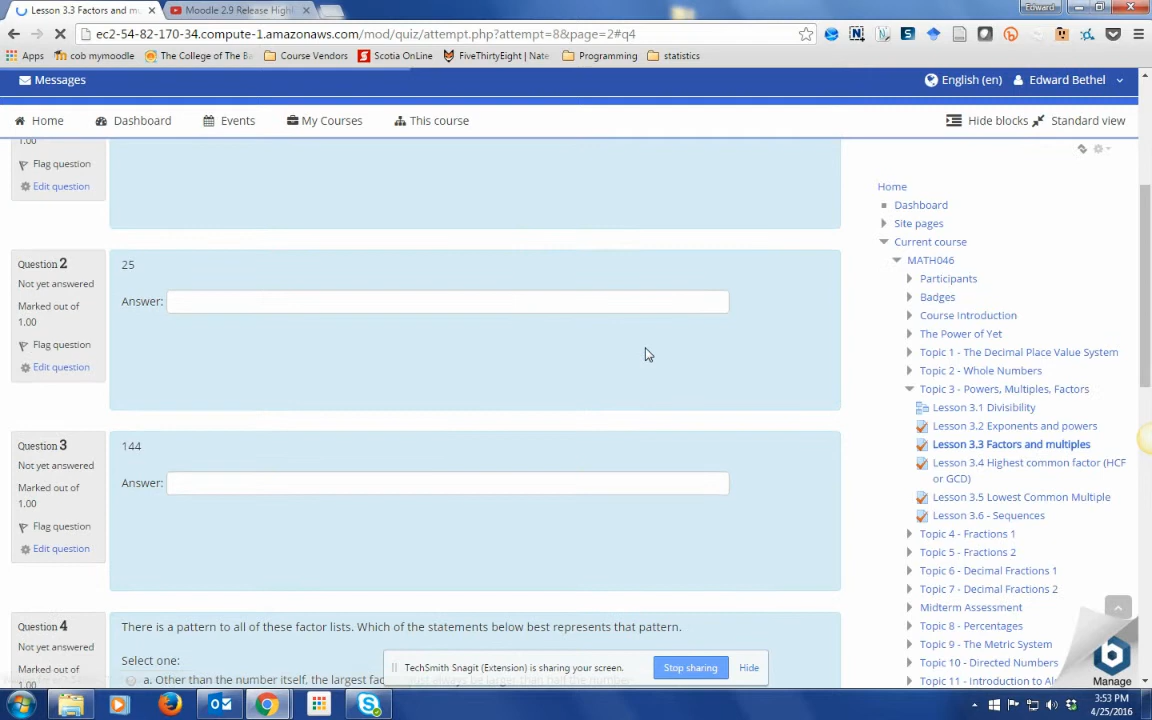 Lesson 3.3 Factors and mu
Moodle 2.9 Release Highl
Edward
ec2-54-82-170-34.compute-1.amazonaws.com/mod/quiz/attempt.php?attempt=8&page=2#q4
Apps
cob mymoodle
The College of The Ba
Course Vendors
Scotia OnLine
FiveThirtyEight | Nate
Programming
statistics
Messages
English (en)
Edward Bethel
Home
Dashboard
Events
My Courses
This course
Hide blocks
Standard view
1.00
Flag question
Edit question
Question 2
Not yet answered
Marked out of
1.00
Flag question
Edit question
25
Answer:
Question 3
Not yet answered
Marked out of
1.00
Flag question
Edit question
144
Answer:
Question 4
Not yet answered
Marked out of
There is a pattern to all of these factor lists. Which of the statements below best represents that pattern.
Select one:
a. Other than the number itself, the largest fac
TechSmith Snagit (Extension) is sharing your screen.
Stop sharing
Hide
Home
Dashboard
Site pages
Current course
MATH046
Participants
Badges
Course Introduction
The Power of Yet
Topic 1 - The Decimal Place Value System
Topic 2 - Whole Numbers
Topic 3 - Powers, Multiples, Factors
Lesson 3.1 Divisibility
Lesson 3.2 Exponents and powers
Lesson 3.3 Factors and multiples
Lesson 3.4 Highest common factor (HCF
or GCD)
Lesson 3.5 Lowest Common Multiple
Lesson 3.6 - Sequences
Topic 4 - Fractions 1
Topic 5 - Fractions 2
Topic 6 - Decimal Fractions 1
Topic 7 - Decimal Fractions 2
Midterm Assessment
Topic 8 - Percentages
Topic 9 - The Metric System
Topic 10 - Directed Numbers
Topic 11 - Introduction to Al
Manage
3:53 PM
4/25/2016